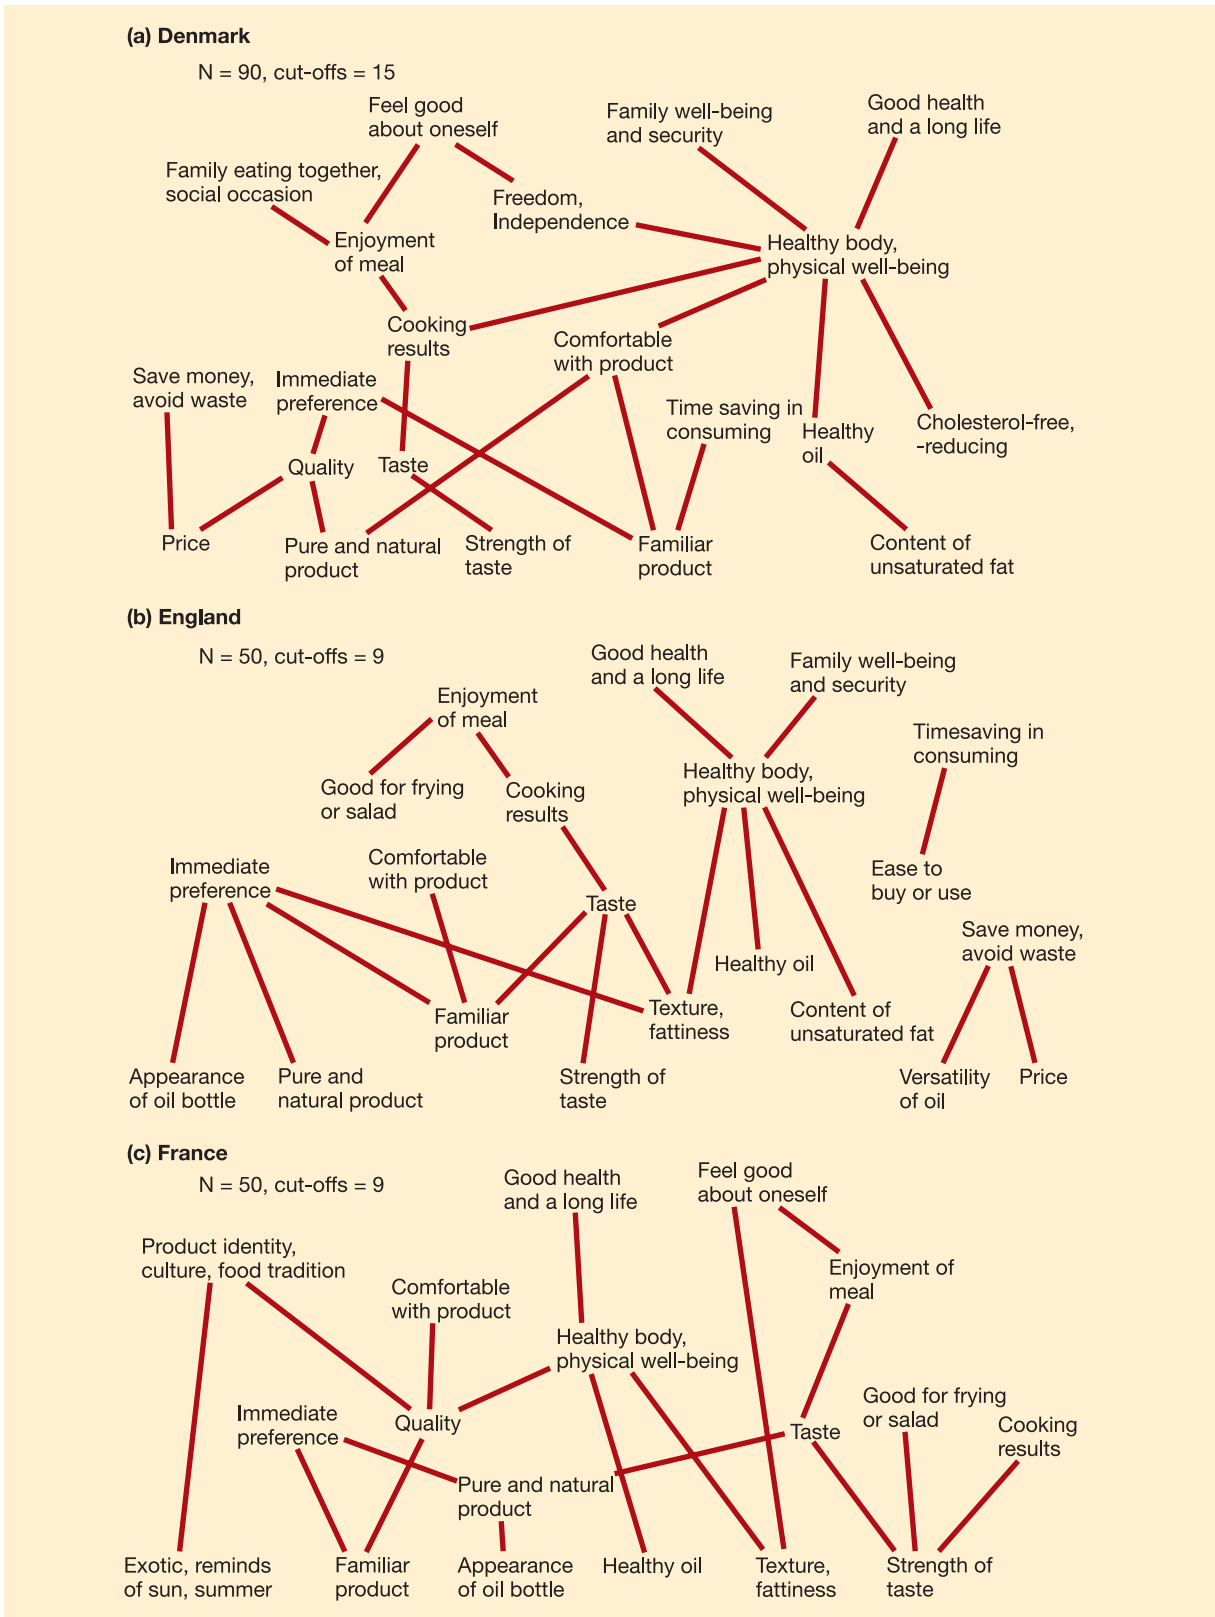 (a) Denmark
N = 90, cut-offs = 15
Feel good
about oneself
Family well-being
and security
Good health
and a long life
Family eating together,
social occasion
Freedom,
Independence
Enjoyment
of meal
Healthy body,
physical well-being
Cooking
results
Comfortable
with product
Save money,
avoid waste
Immediate
preference
Time saving in
consuming
Healthy
oil
Cholesterol-free,
-reducing
Quality
Taste
Price
Pure and natural
product
Strength of
taste
Familiar
product
Content of
unsaturated fat
(b) England
N = 50, cut-offs = 9
Good health
and a long life
Family well-being
and security
Enjoyment
of meal
Timesaving in
consuming
Good for frying
or salad
Cooking
results
Healthy body,
physical well-being
Immediate
preference
Comfortable
with product
Taste
Ease to
buy or use
Save money,
avoid waste
Healthy oil
Familiar
product
Texture,
fattiness
Content of
unsaturated fat
Appearance
of oil bottle
Pure and
natural product
Strength of
taste
Versatility
of oil
Price
(c) France
N = 50, cut-offs = 9
Good health
and a long life
Feel good
about oneself
Product identity,
culture, food tradition
Comfortable
with product
Enjoyment of
meal
Healthy body,
physical well-being
Immediate
preference
Quality
Taste
Good for frying
or salad
Cooking
results
Pure and natural
product
Exotic, reminds
of sun, summer
Familiar
product
Appearance
of oil bottle
Healthy oil
Texture,
fattiness
Strength of
taste